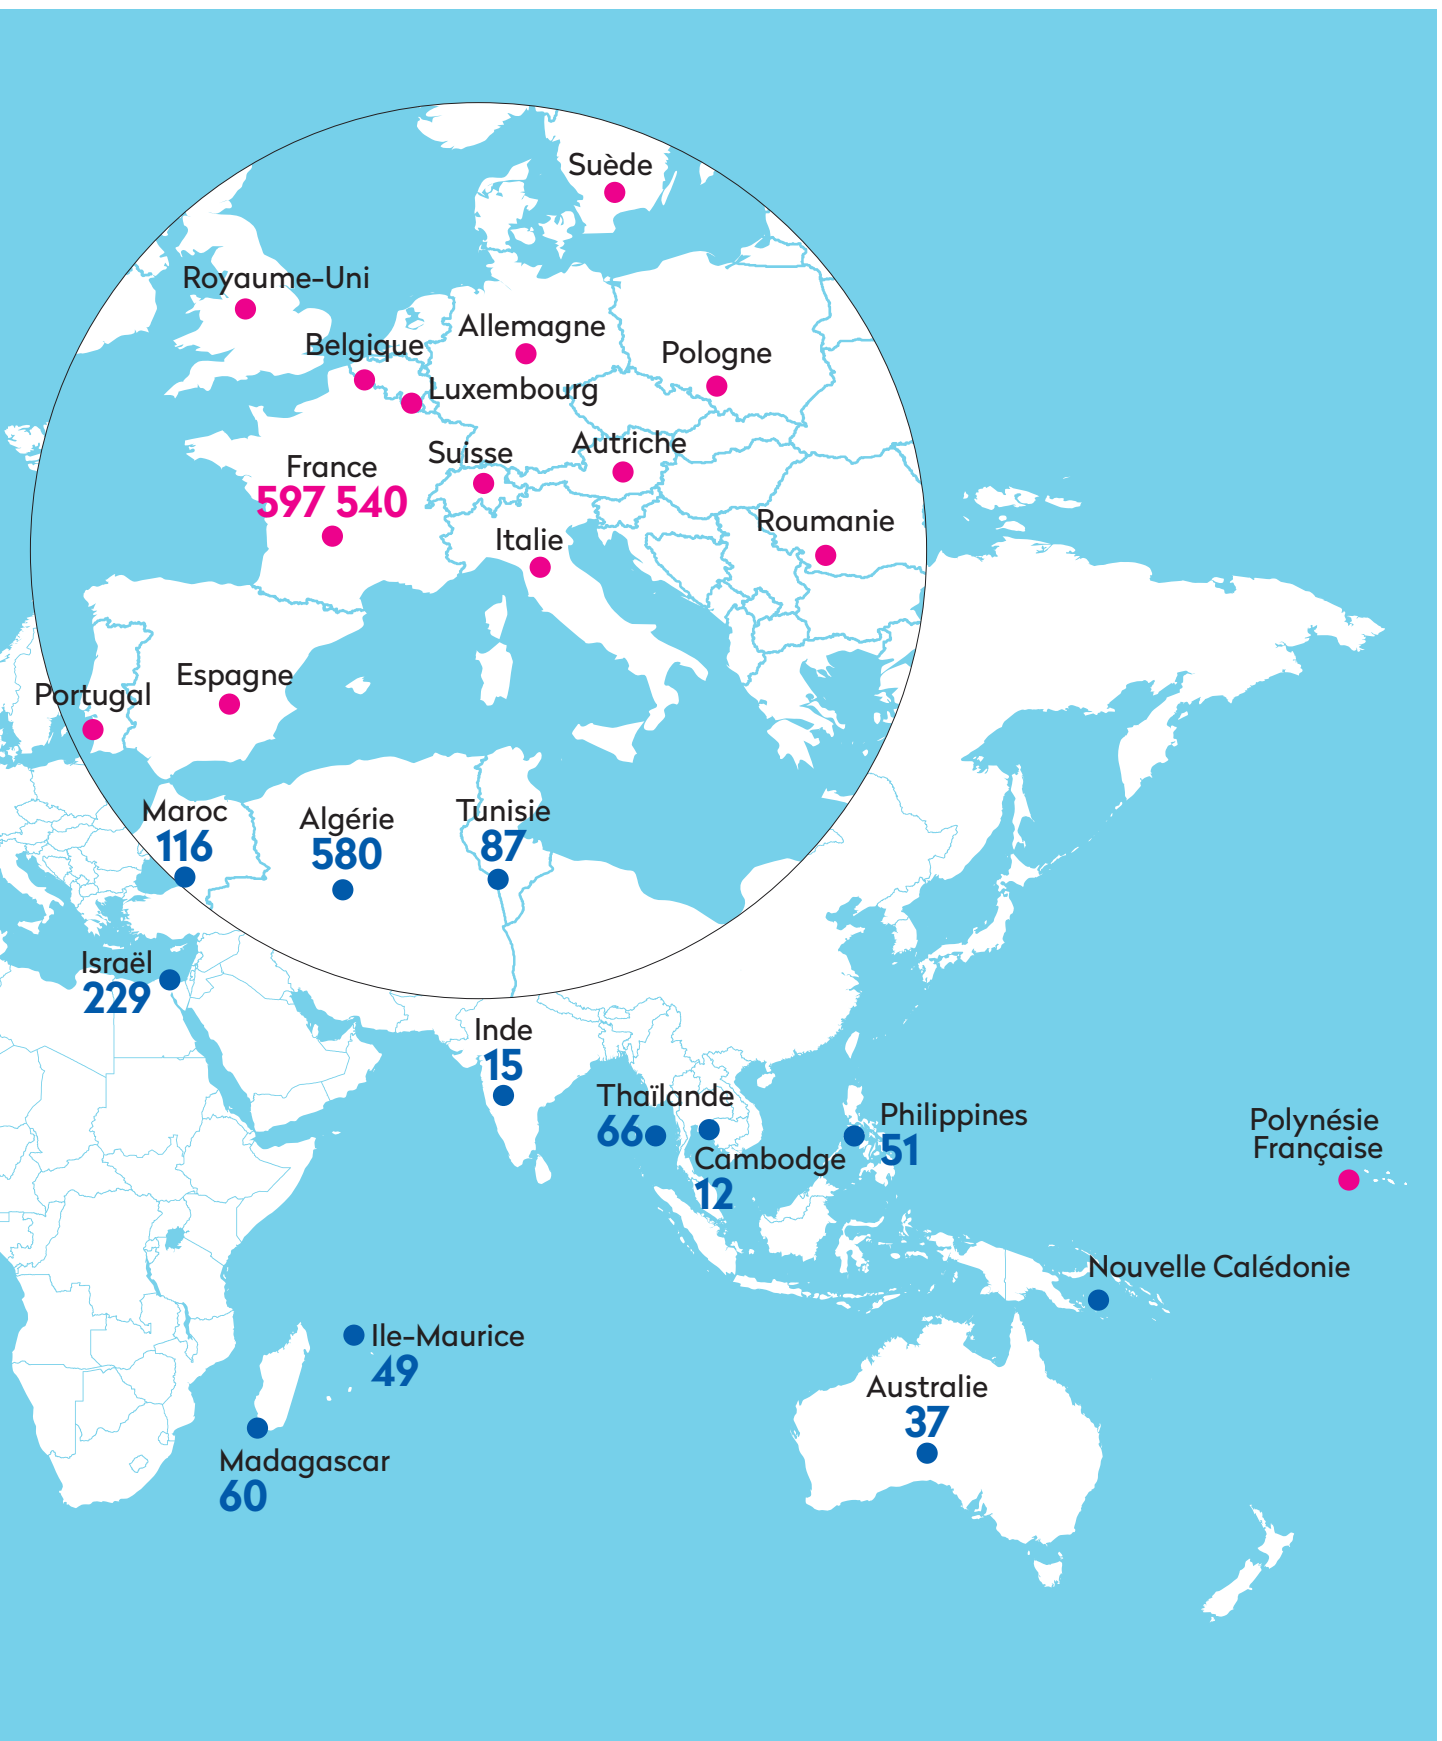 Suède
Royaume-Uni
Allemagne
Belgique
Pologne
Luxembourg
Autriche
Suisse
France
597 540
Roumanie
Italie
Espagne
Portugal
Maroc
116
Algérie
580
Tunisie
87
Israël
229
Inde
15
Thaïlande
66
Cambodge
12
Philippines
51
Polynésie
Française
Nouvelle Calédonie
Ile-Maurice
49
Australie
37
Madagascar
60